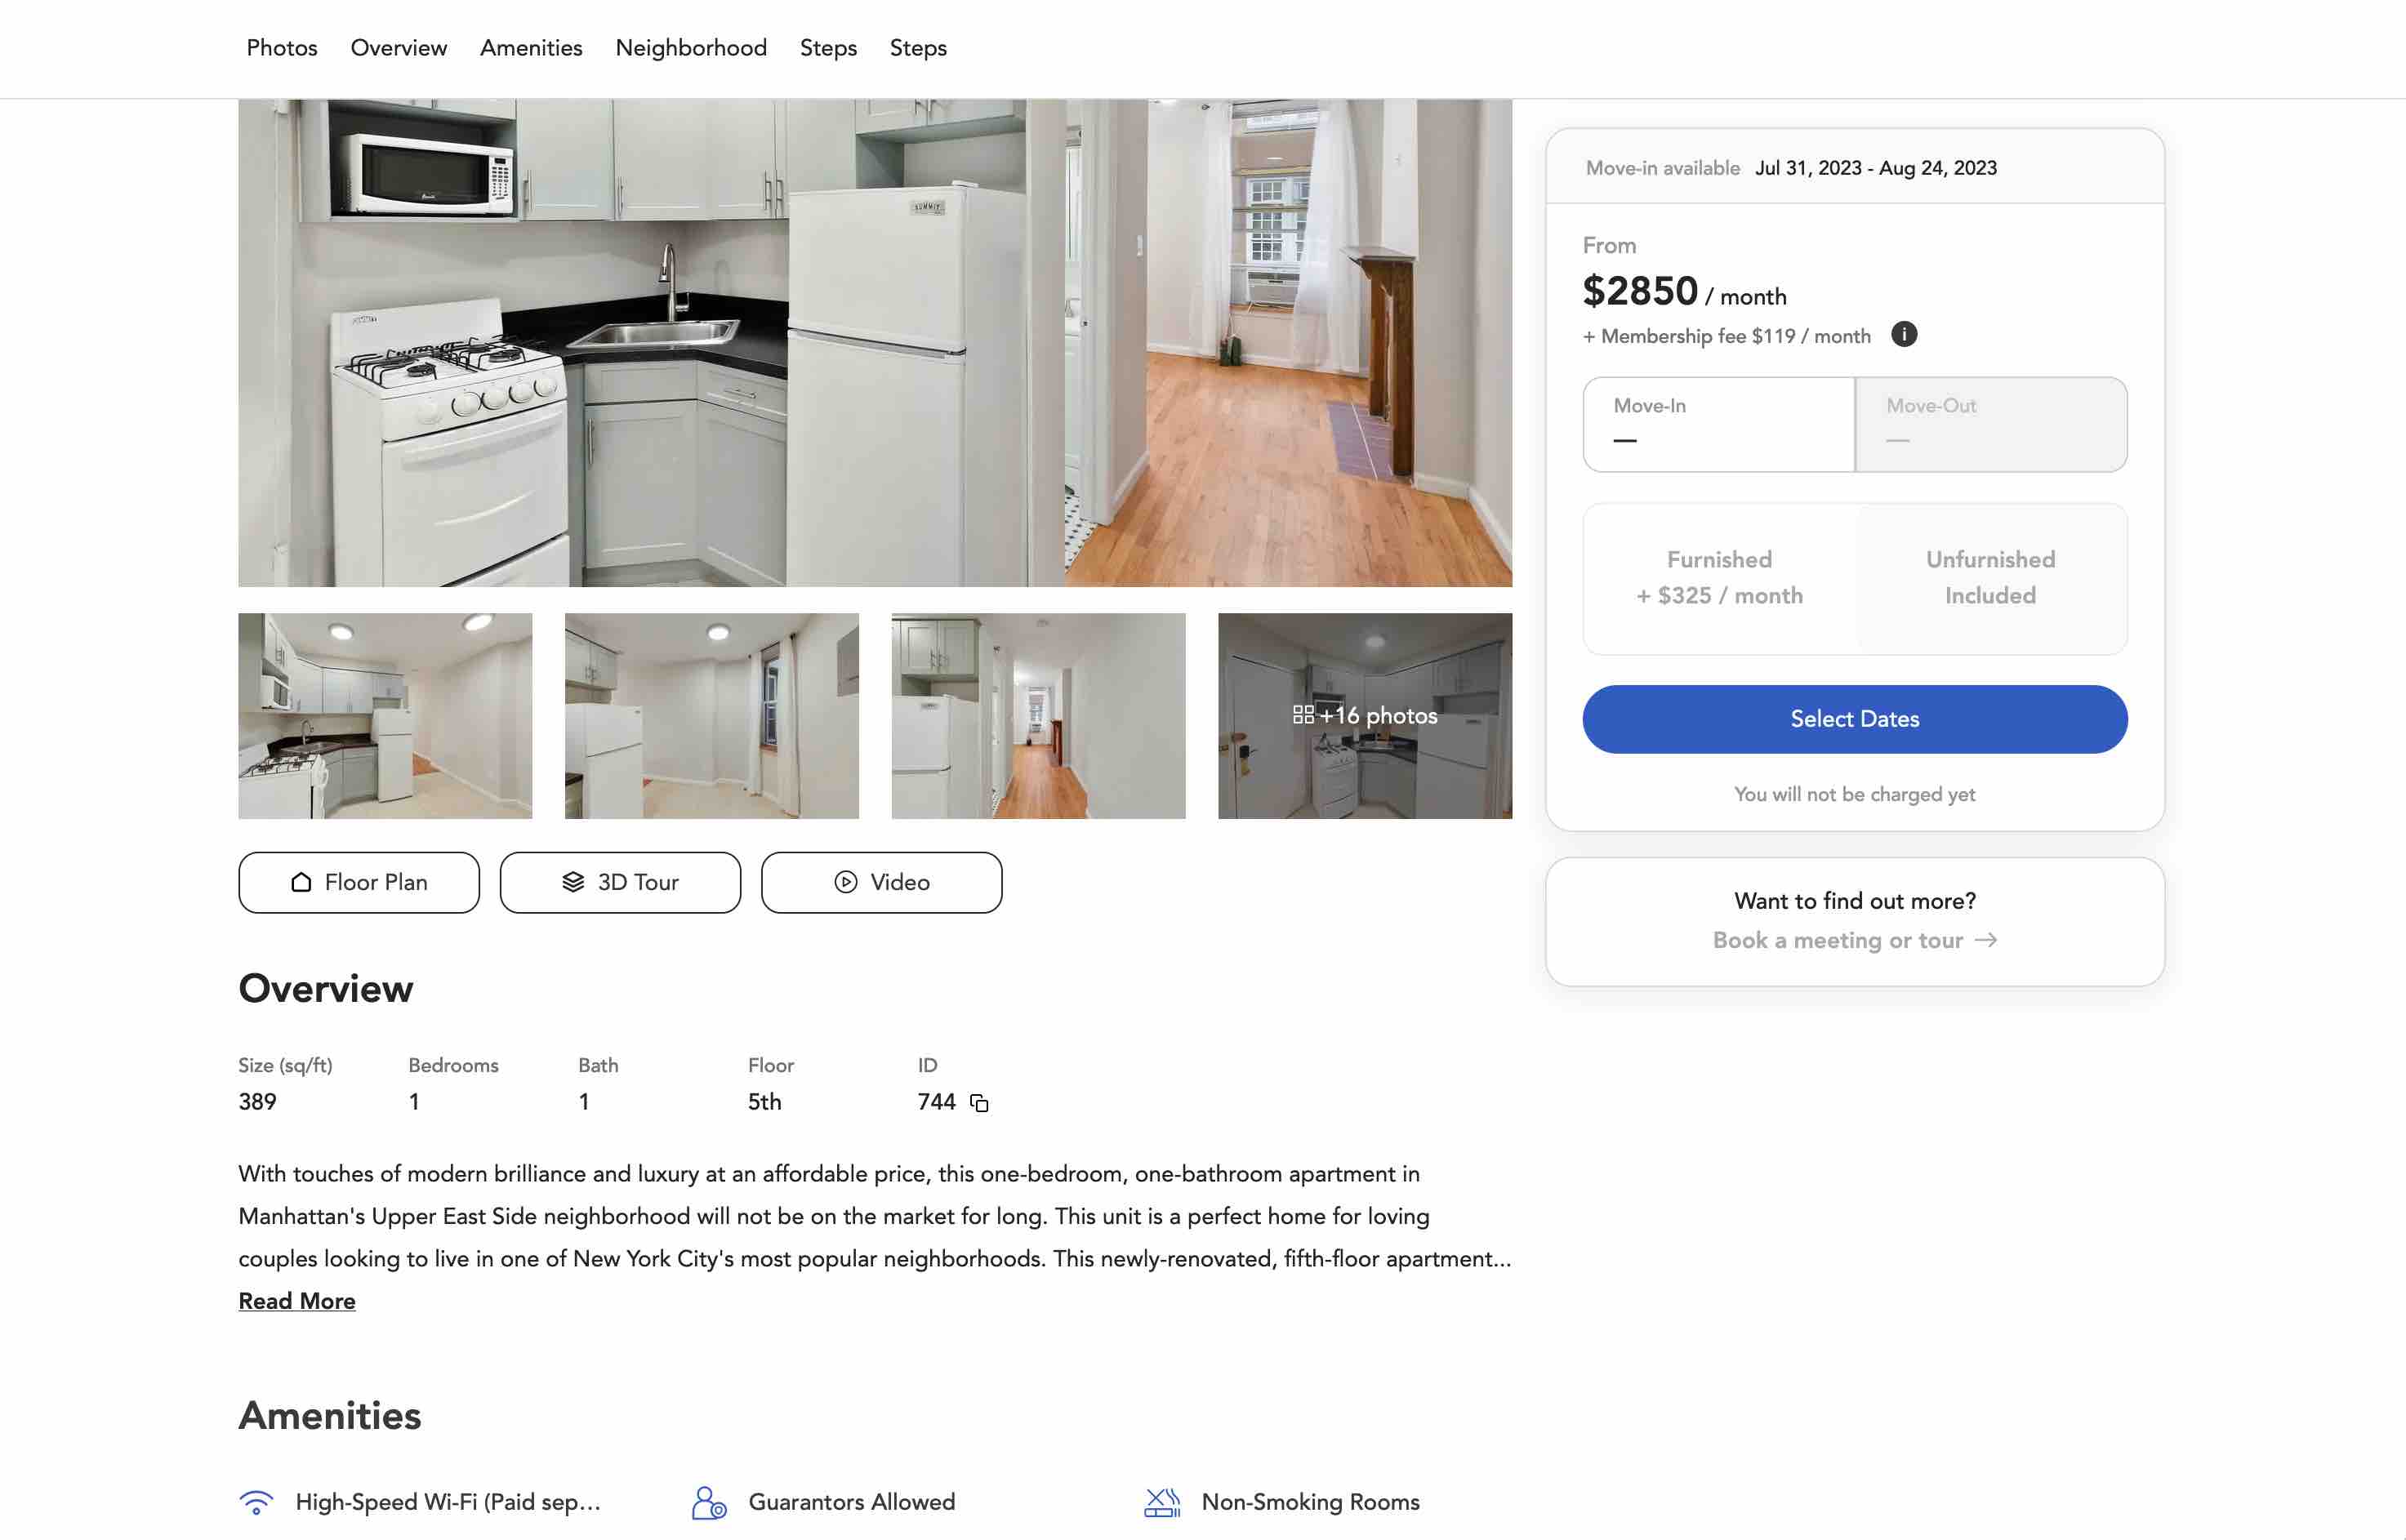 Photos Overview Amenities Neighborhood Steps Steps
SUMMIT
Move-in available Jul 31, 2023 - Aug 24, 2023
From
$2850 / month
+ Membership fee $119 / month
Move-In
—
Move-Out
—
Furnished
+ $325 / month
Unfurnished
Included
Select Dates
You will not be charged yet
+16 photos
Floor Plan
3D Tour
Video
Want to find out more?
Book a meeting or tour →
Overview
Size (sq/ft) Bedrooms Bath Floor ID
389 1 1 5th 744
With touches of modern brilliance and luxury at an affordable price, this one-bedroom, one-bathroom apartment in
Manhattan's Upper East Side neighborhood will not be on the market for long. This unit is a perfect home for loving
couples looking to live in one of New York City's most popular neighborhoods. This newly-renovated, fifth-floor apartment...
Read More
Amenities
High-Speed Wi-Fi (Paid sep...
Guarantors Allowed
Non-Smoking Rooms